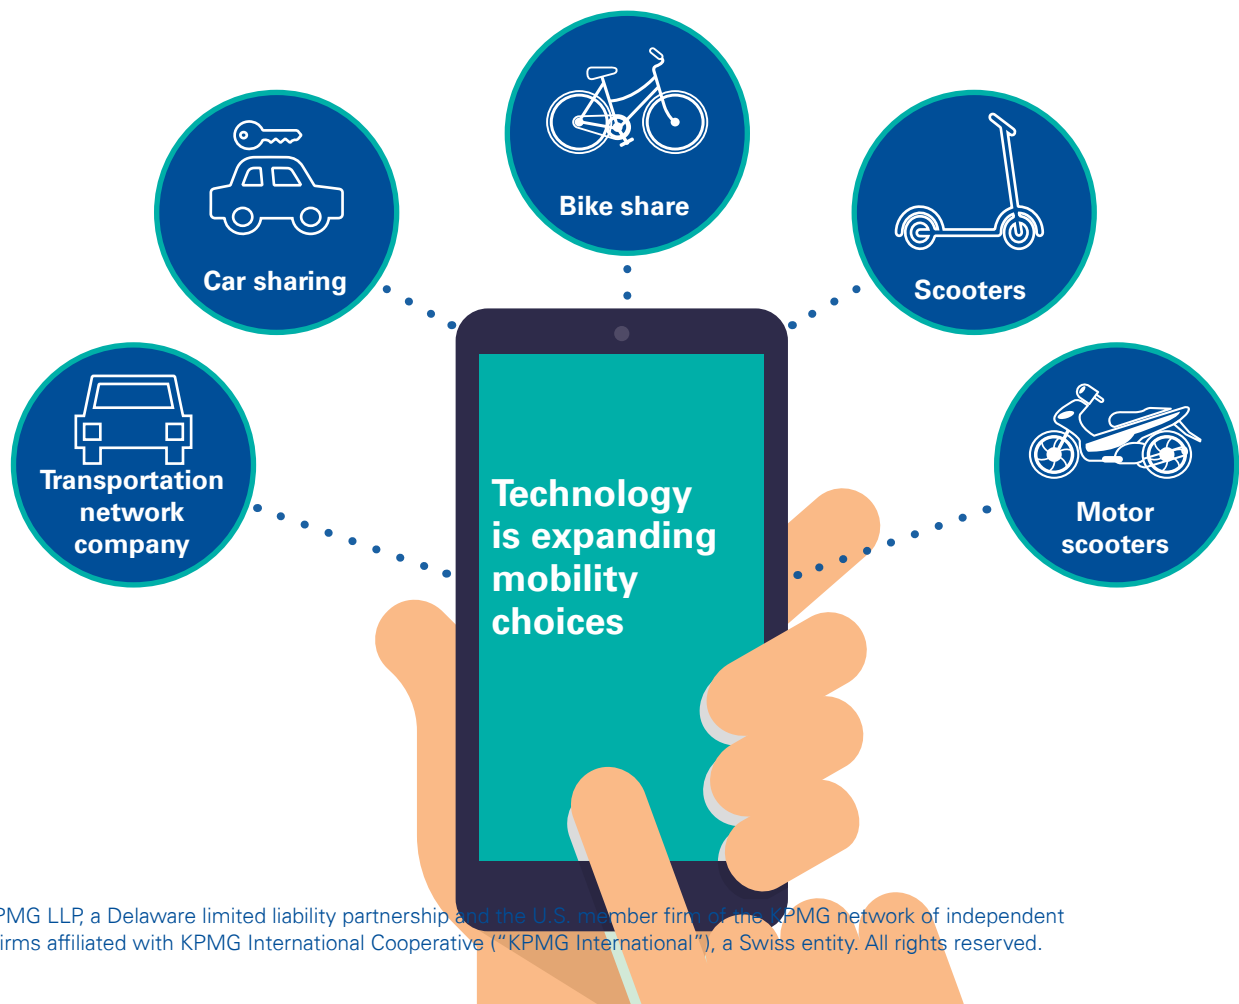 Bike share
Car sharing
Scooters
Transportation
network
company
Motor
scooters
Technology
is expanding
mobility
choices
PMG LLP, a Delaware limited liability partnership and the U.S. member firm of the KPMG network of independent
irms affiliated with KPMG International Cooperative (“KPMG International”), a Swiss entity. All rights reserved.